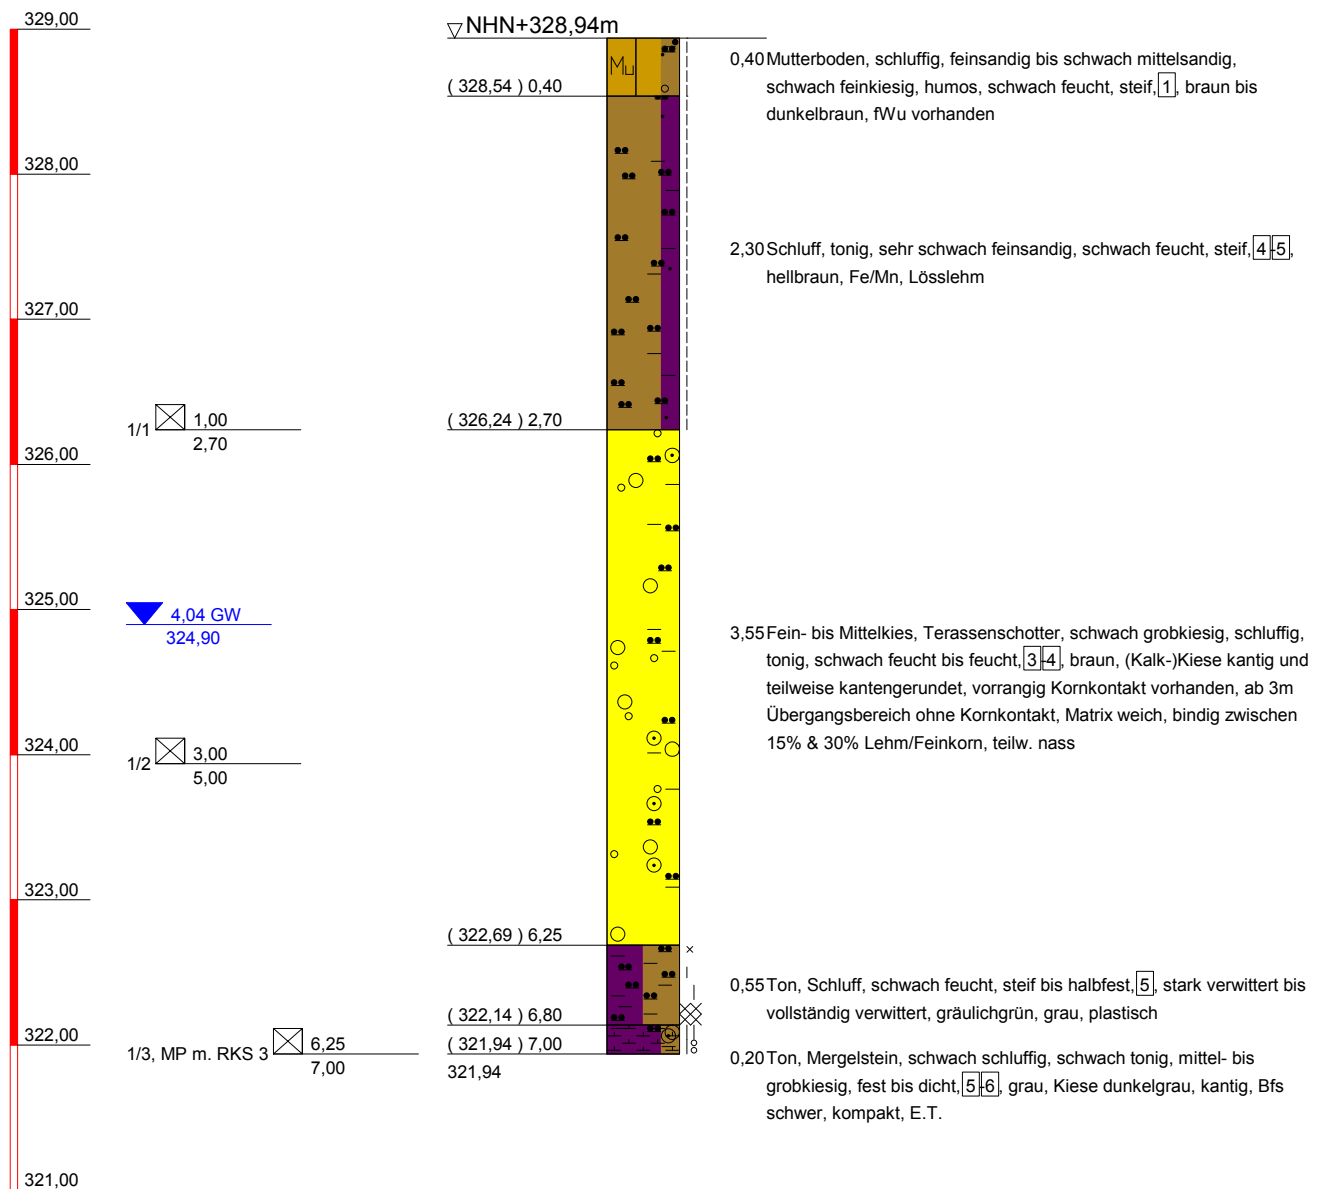 329,00
NHN+328,94m
0,40 Mutterboden, schluffig, feinsandig bis schwach mittelsandig,
schwach feinkiesig, humos, schwach feucht, steif, 1, braun bis
dunkelbraun, fWu vorhanden
Mu
( 328,54 ) 0,40
328,00
2,30 Schluff, tonig, sehr schwach feinsandig, schwach feucht, steif, 4-5,
hellbraun, Fe/Mn, Lösslehm
327,00
1/1 1,00
2,70
( 326,24 ) 2,70
326,00
325,00
4,04 GW
324,90
3,55 Fein- bis Mittelkies, Terassenschotter, schwach grobkiesig, schluffig,
tonig, schwach feucht bis feucht, 3-4, braun, (Kalk-)Kiese kantig und
teilweise kantengerundet, vorrangig Kornkontakt vorhanden, ab 3m
Übergangsbereich ohne Kornkontakt, Matrix weich, bindig zwischen
15% & 30% Lehm/Feinkorn, teilw. nass
324,00
1/2 3,00
5,00
323,00
( 322,69 ) 6,25
0,55 Ton, Schluff, schwach feucht, steif bis halbfest, 5, stark verwittert bis
vollständig verwittert, gräulichgrün, grau, plastisch
( 322,14 ) 6,80
322,00
1/3, MP m. RKS 3 6,25
7,00
( 321,94 ) 7,00
321,94
0,20 Ton, Mergelstein, schwach schluffig, schwach tonig, mittel- bis
grobkiesig, fest bis dicht, 5-6, grau, Kiese dunkelgrau, kantig, Bfs
schwer, kompakt, E.T.
321,00